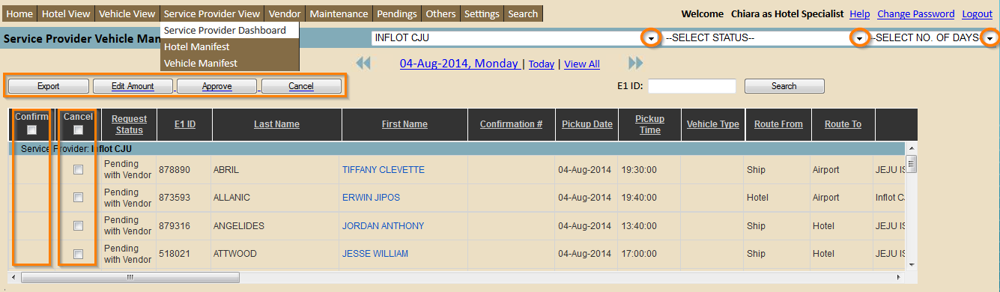 Home Hotel View Vehicle View Service Provider View Vendor Maintenance Pendings Others Settings Search Welcome Chiara as Hotel Specialist Help Change Password Logout
Service Provider Vehicle Man Service Provider Dashboard INFLOT CJU --SELECT STATUS-- --SELECT NO. OF DAYS
Hotel Manifest
Vehicle Manifest 04-Aug-2014, Monday | Today | View All
Export Edit Amount Approve Cancel E1 ID: Search
Confirm Cancel Request Status E1 ID Last Name First Name Confirmation # Pickup Date Pickup Time Vehicle Type Route From Route To
Service Provider: Inflot CJU
Pending with Vendor 878890 ABRIL TIFFANY CLEVETTE 04-Aug-2014 19:30:00 Ship Airport JEJU IS
Pending with Vendor 873593 ALLANIC ERWIN JIPOS 04-Aug-2014 19:40:00 Hotel Airport Inflot C
Pending with Vendor 879316 ANGELIDES JORDAN ANTHONY 04-Aug-2014 13:40:00 Ship Hotel JEJU IS
Pending with Vendor 518021 ATTWOOD JESSE WILLIAM 04-Aug-2014 17:00:00 Ship Hotel JEJU IS